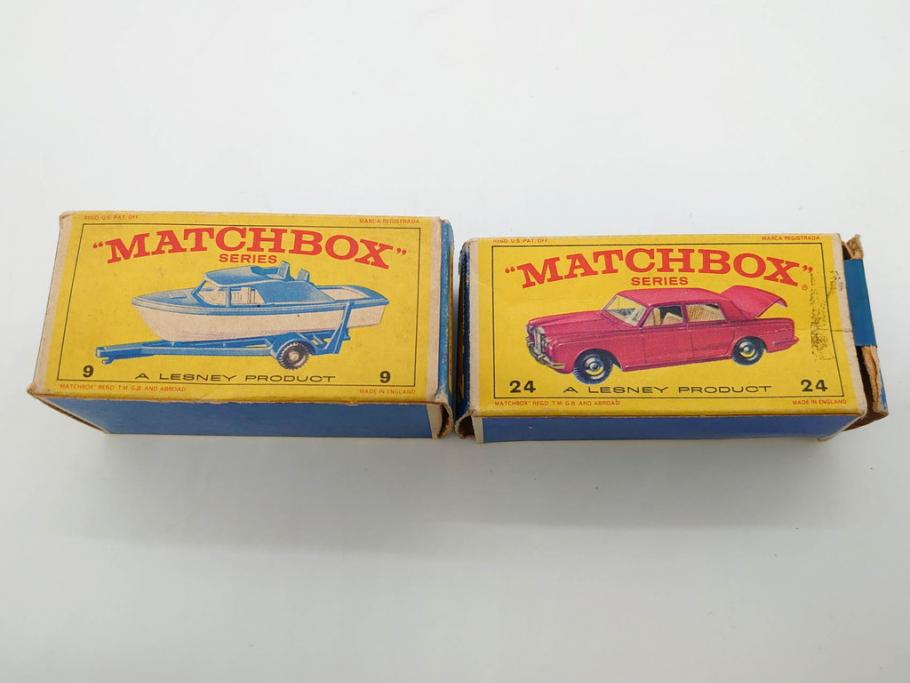 REGD. U.S. PAT. OFF. MARCA REGISTRADA
"MATCHBOX"
SERIES
9 A LESNEY PRODUCT 9
MATCHBOX" REGD. T.M. G.B. AND ABROAD MADE IN ENGLAND
REGD. U.S. PAT. OFF. MARCA REGISTRADA
"MATCHBOX"®
SERIES
24 A LESNEY PRODUCT 24
MATCHBOX" REGD. T.M. G.B. AND ABROAD MADE IN ENGLAND